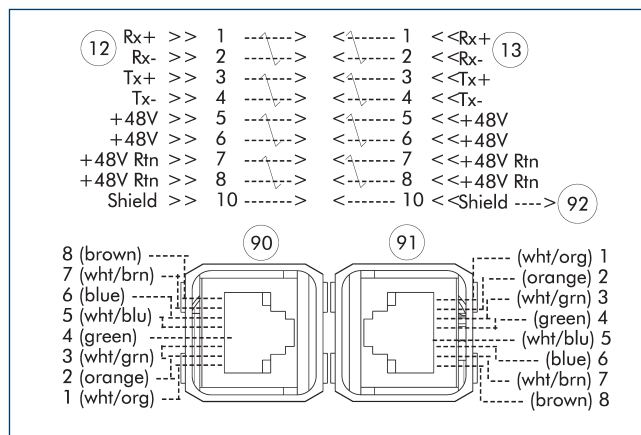 12 Rx+ >> 1 -----> <----- 1 <<Rx+ 13
Rx- >> 2 -----> <----- 2 <<Rx-
Tx+ >> 3 -----> <----- 3 <<Tx+
Tx- >> 4 -----> <----- 4 <<Tx-
+48V >> 5 -----> <----- 5 <<+48V
+48V >> 6 -----> <----- 6 <<+48V
+48V Rtn >> 7 -----> <----- 7 <<+48V Rtn
+48V Rtn >> 8 -----> <----- 8 <<+48V Rtn
Shield >> 10 -----> <----- 10 <<Shield ----> 92
90 91
8 (brown) (wht/org) 1
7 (wht/brn) (orange) 2
6 (blue) (wht/grn) 3
5 (wht/blu) (green) 4
4 (green) (wht/blu) 5
3 (wht/grn) (blue) 6
2 (orange) (wht/brn) 7
1 (wht/org) (brown) 8